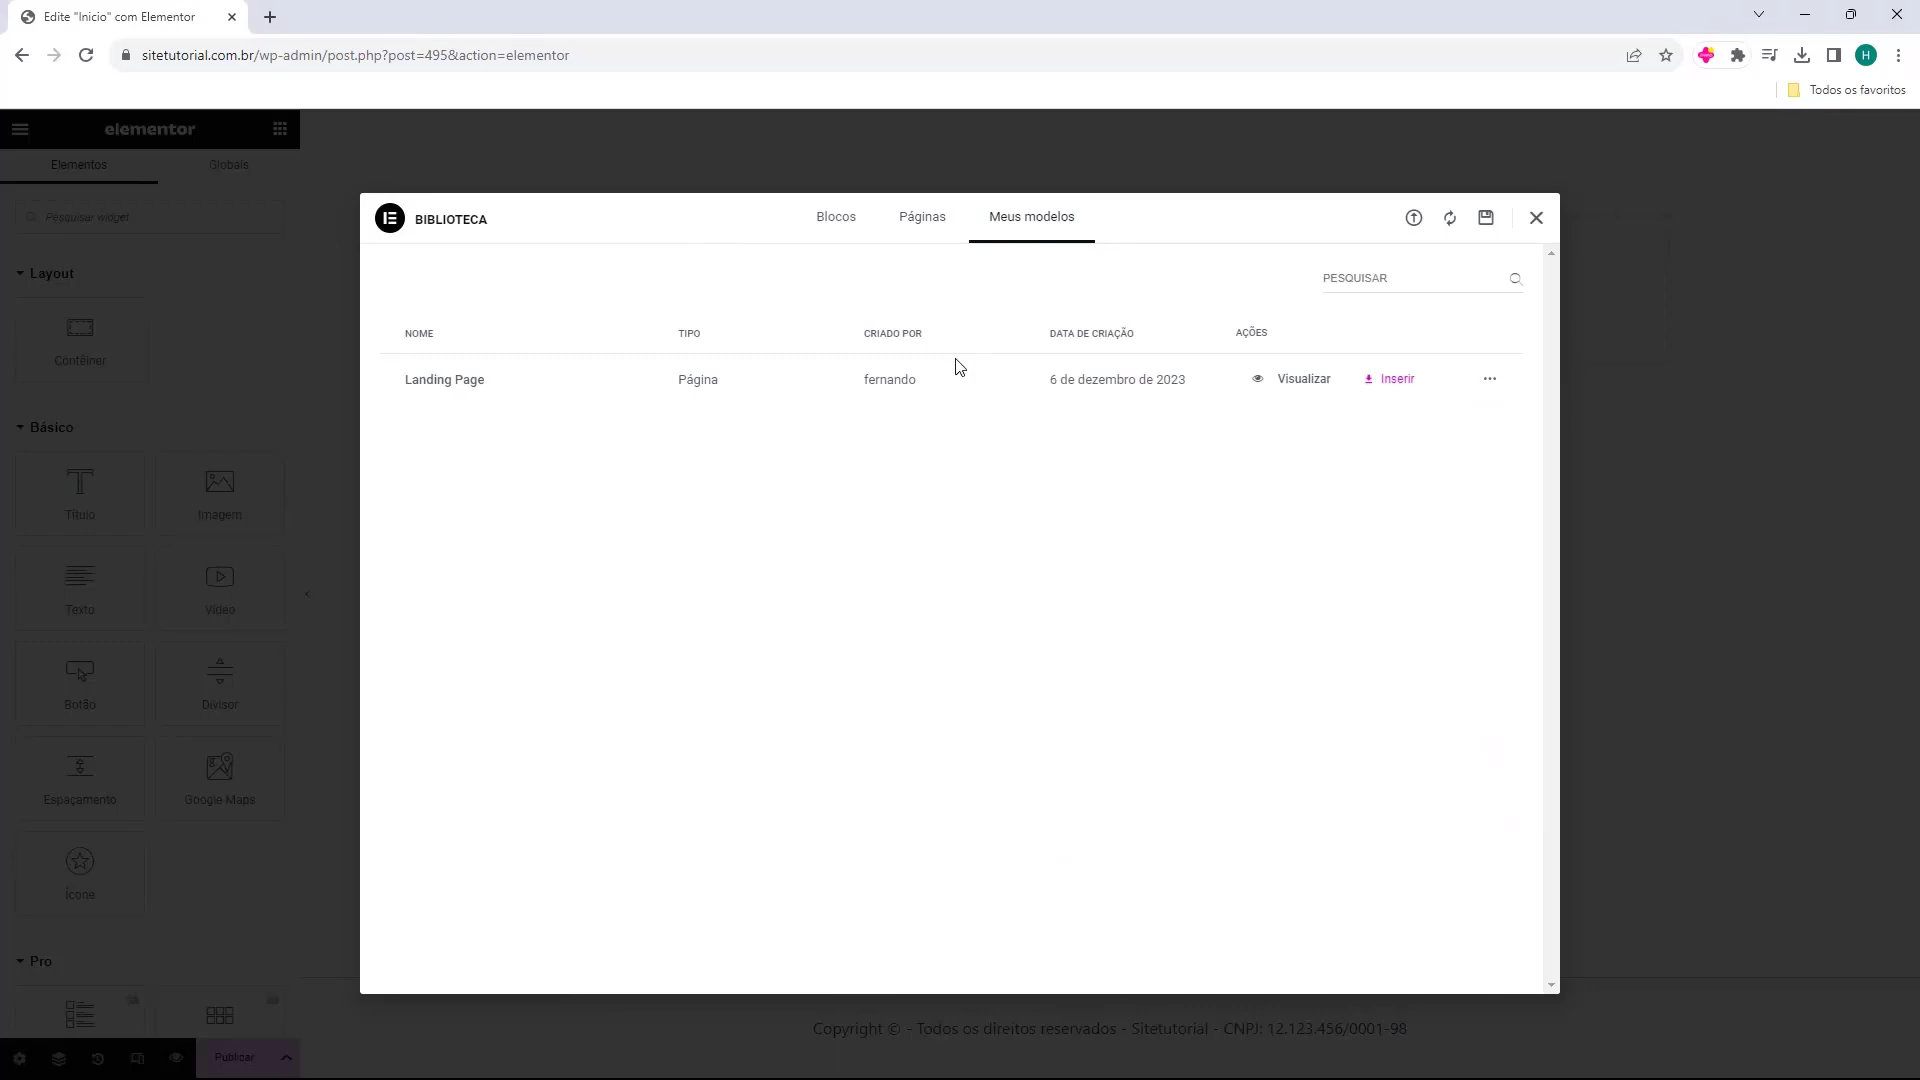 Edite "Inicio" com Elementor
sitetutorial.com.br/wp-admin/post.php?post=495&action=elementor
H
Todos os favoritos
elementor
Elementos Globais
Pesquisar widget
Layout
Contêiner
Básico
Título Imagem
Texto Vídeo
Botão Divisor
Espaçamento Google Maps
Ícone
Pro
Publicar
BIBLIOTECA Blocos Páginas Meus modelos
PESQUISAR
NOME TIPO CRIADO POR DATA DE CRIAÇÃO AÇÕES
Landing Page Página fernando 6 de dezembro de 2023 Visualizar Inserir
Copyright © - Todos os direitos reservados - Sitetutorial - CNPJ: 12.123.456/0001-98